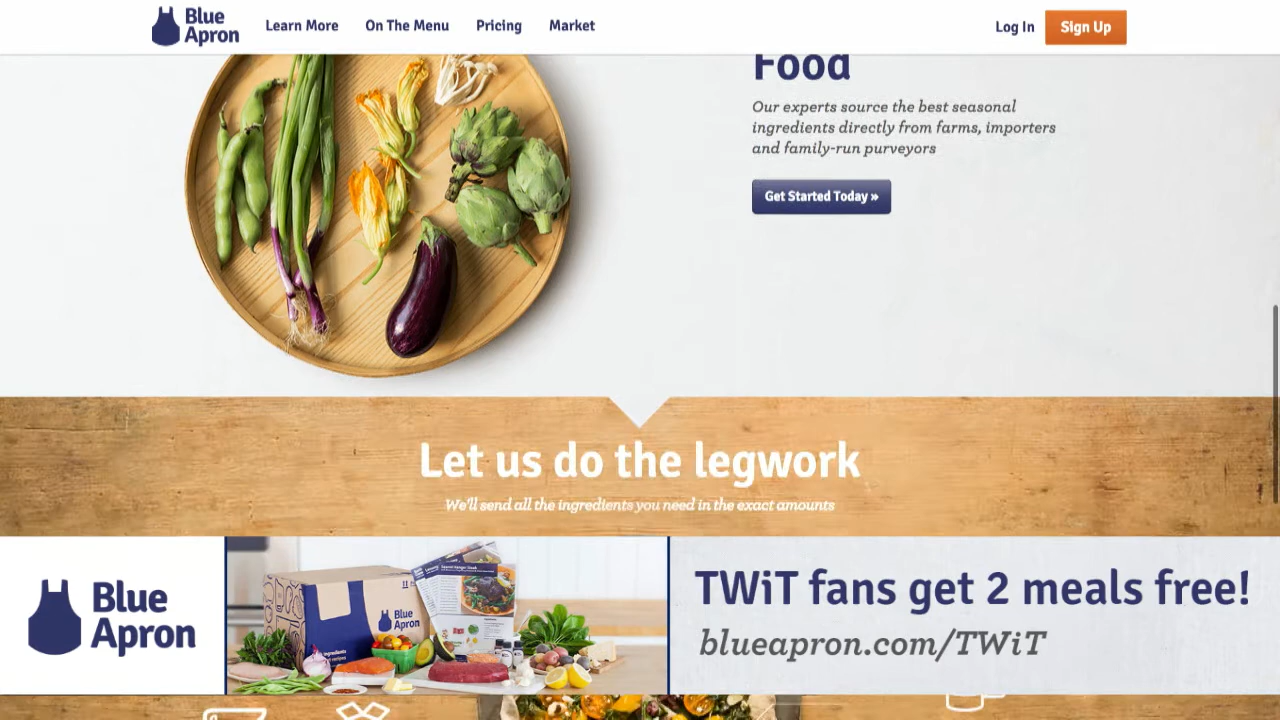 Blue
Apron
Learn More
On The Menu
Pricing
Market
Log In
Sign Up
Food
Our experts source the best seasonal
ingredients directly from farms, importers
and family-run purveyors
Get Started Today »
Let us do the legwork
We'll send all the ingredients you need in the exact amounts
Blue
Apron
Blue
Apron
TWiT fans get 2 meals free!
blueapron.com/TWiT